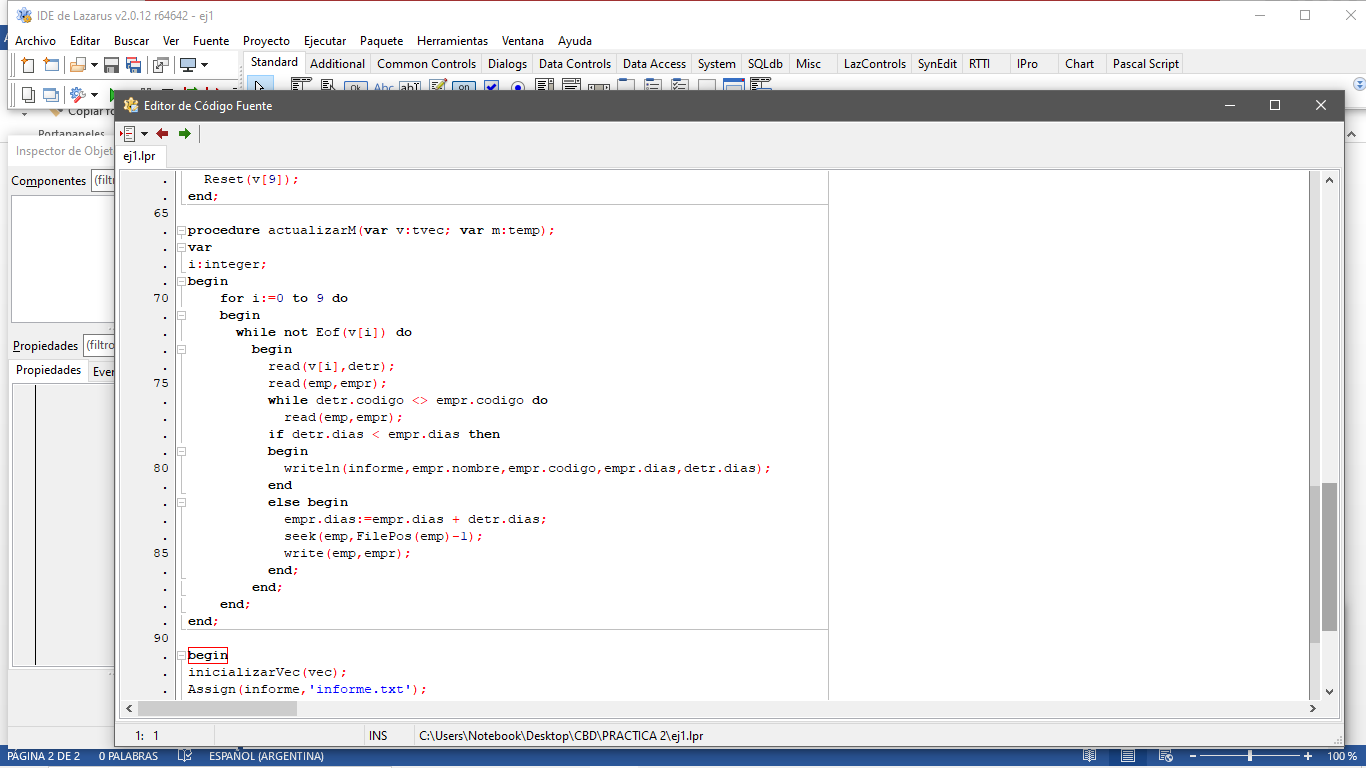 IDE de Lazarus v2.0.12 r64642 - ej1
Archivo Editar Buscar Ver Fuente Proyecto Ejecutar Paquete Herramientas Ventana Ayuda
Standard Additional Common Controls Dialogs Data Controls Data Access System SQLdb Misc LazControls SynEdit RTTI IPro Chart Pascal Script
Editor de Código Fuente
Copiar fo
Portapapeles
Inspector de Objet
ej1.lpr
Componentes (filtr
Propiedades (filtro
Propiedades Ever
. Reset(v[9]);
. end;
65
. procedure actualizarM(var v:tvec; var m:temp);
. var
. i:integer;
. begin
70 for i:=0 to 9 do
. begin
. while not Eof(v[i]) do
. begin
. read(v[i],detr);
75 read(emp,empr);
. while detr.codigo <> empr.codigo do
. read(emp,empr);
. if detr.dias < empr.dias then
. begin
80 writeln(informe,empr.nombre,empr.codigo,empr.dias,detr.dias);
. end
. else begin
. empr.dias:=empr.dias + detr.dias;
. seek(emp,FilePos(emp)-1);
85 write(emp,empr);
. end;
. end;
. end;
. end;
90
. begin
. inicializarVec(vec);
. Assign(informe,'informe.txt');
1: 1 INS C:\Users\Notebook\Desktop\CBD\PRACTICA 2\ej1.lpr
PÁGINA 2 DE 2 0 PALABRAS ESPAÑOL (ARGENTINA) 100 %